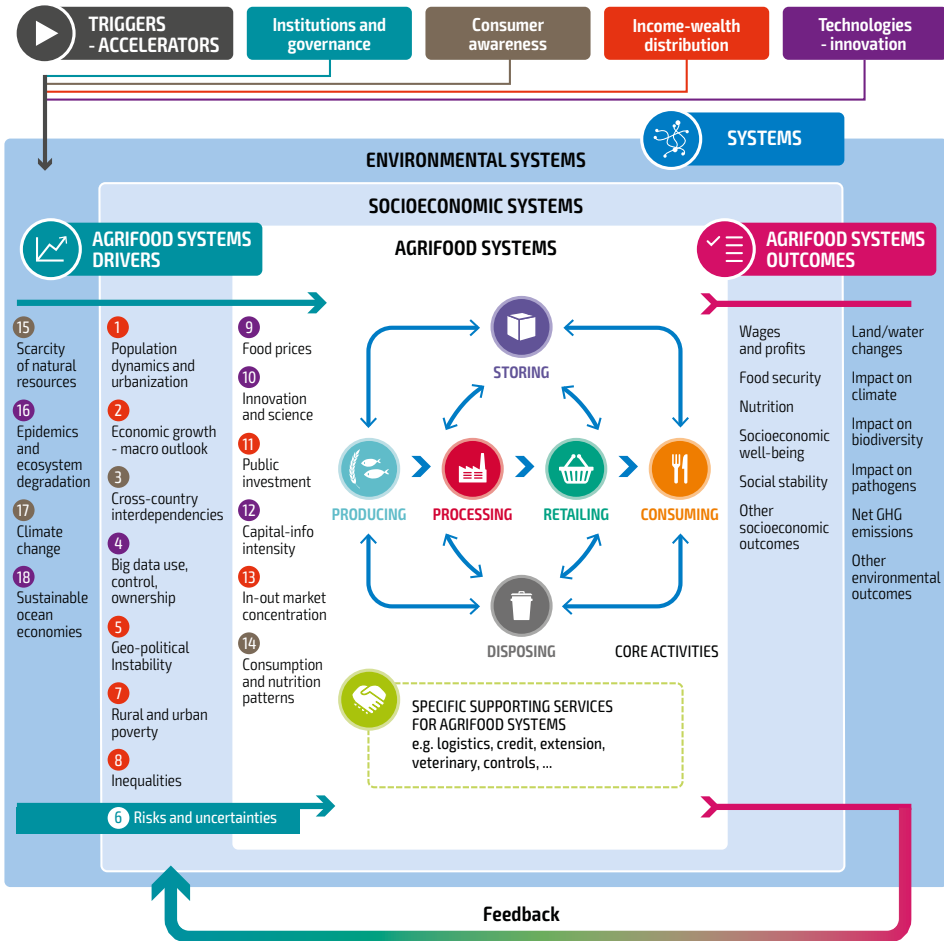 TRIGGERS
- ACCELERATORS
Institutions and
governance
Consumer
awareness
Income-wealth
distribution
Technologies
- innovation
SYSTEMS
ENVIRONMENTAL SYSTEMS
SOCIOECONOMIC SYSTEMS
AGRIFOOD SYSTEMS
DRIVERS
AGRIFOOD SYSTEMS
AGRIFOOD SYSTEMS
OUTCOMES
15
Scarcity
of natural
resources
16
Epidemics
and
ecosystem
degradation
17
Climate
change
18
Sustainable
ocean
economies
1
Population
dynamics and
urbanization
2
Economic growth
- macro outlook
3
Cross-country
interdependencies
4
Big data use,
control,
ownership
5
Geo-political
Instability
7
Rural and urban
poverty
8
Inequalities
6 Risks and uncertainties
9
Food prices
10
Innovation
and science
11
Public
investment
12
Capital-info
intensity
13
In-out market
concentration
14
Consumption
and nutrition
patterns
STORING
PRODUCING
PROCESSING
RETAILING
CONSUMING
DISPOSING
CORE ACTIVITIES
SPECIFIC SUPPORTING SERVICES
FOR AGRIFOOD SYSTEMS
e.g. logistics, credit, extension,
veterinary, controls, ...
Wages
and profits
Food security
Nutrition
Socioeconomic
well-being
Social stability
Other
socioeconomic
outcomes
Land/water
changes
Impact on
climate
Impact on
biodiversity
Impact on
pathogens
Net GHG
emissions
Other
environmental
outcomes
Feedback